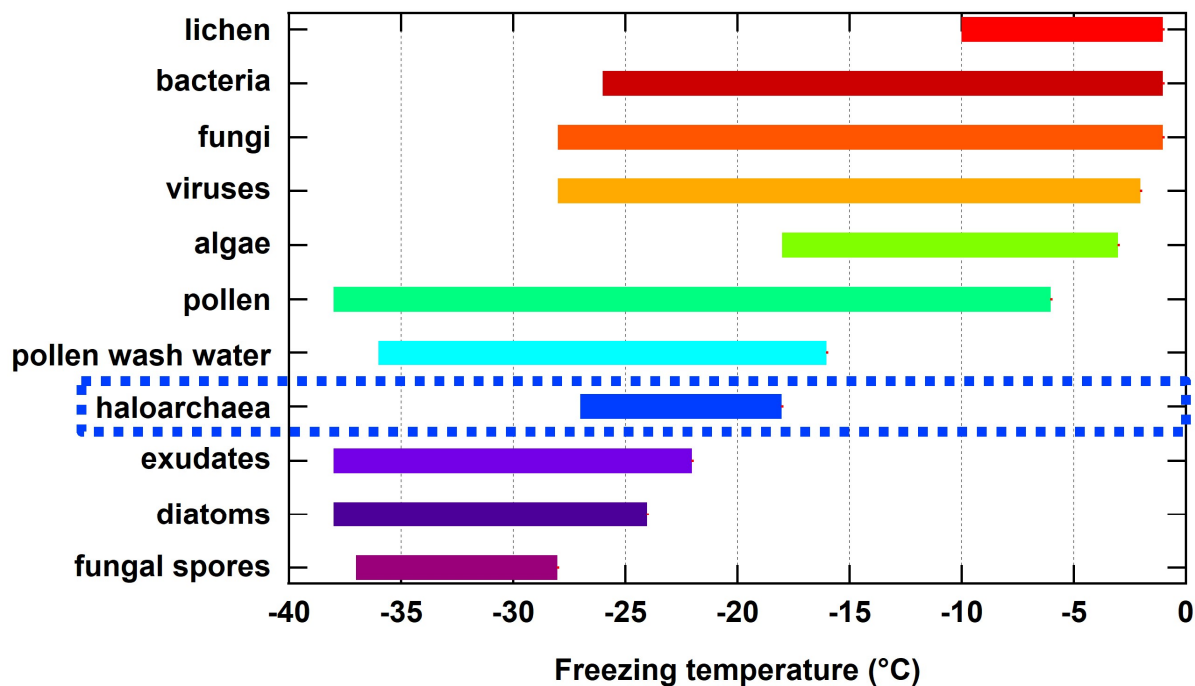 lichen
bacteria
fungi
viruses
algae
pollen
pollen wash water
haloarchaea
exudates
diatoms
fungal spores
-40 -35 -30 -25 -20 -15 -10 -5 0
Freezing temperature (°C)